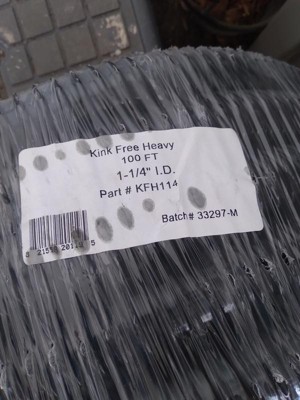 Kink Free Heavy
100 FT
1-1/4" I.D.
Part # KFH114
Batch# 33297-M